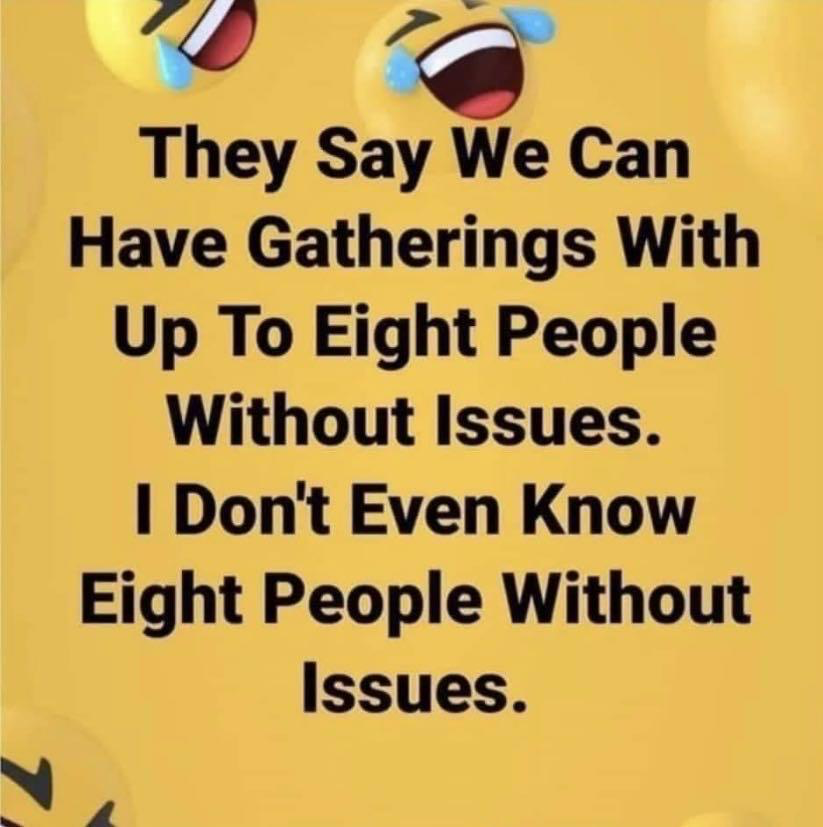 They Say We Can
Have Gatherings With
Up To Eight People
Without Issues.
I Don't Even Know
Eight People Without
Issues.